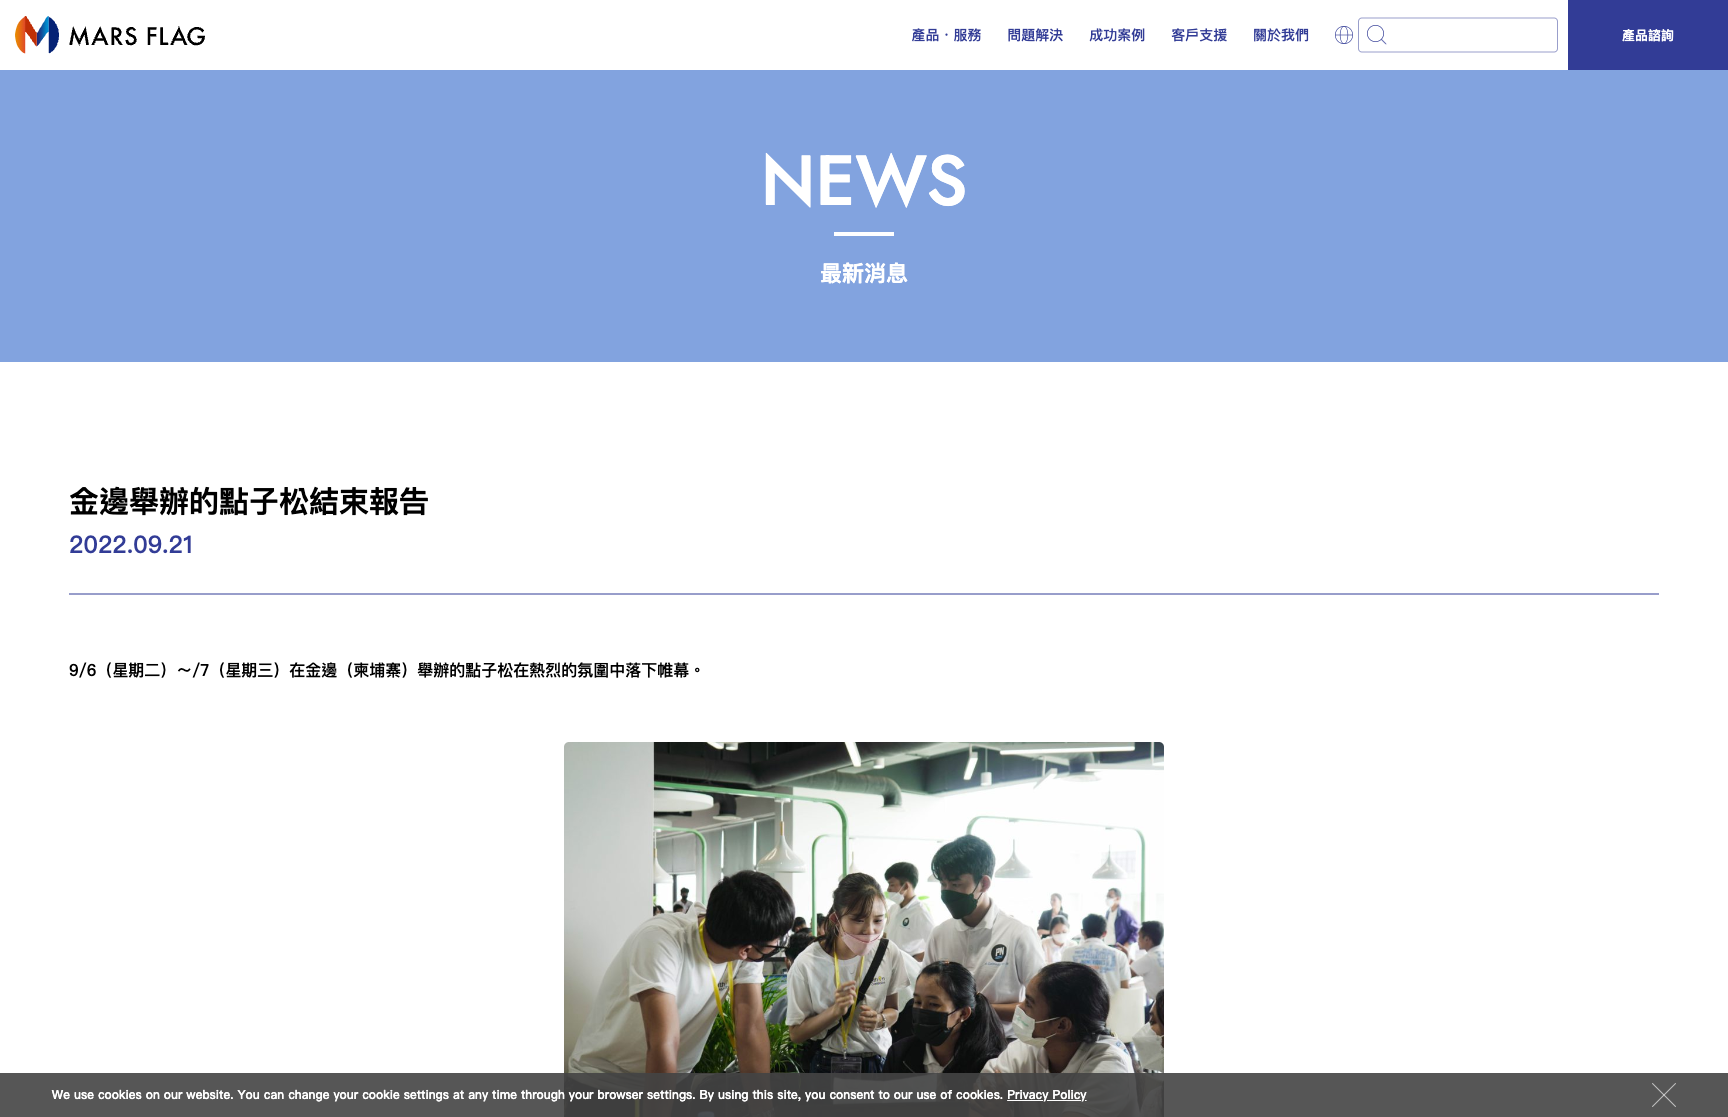 MARS FLAG
產品・服務
問題解決
成功案例
客戶支援
關於我們
產品諮詢
NEWS
最新消息
金邊舉辦的點子松結束報告
2022.09.21
9/6（星期二）～/7（星期三）在金邊（柬埔寨）舉辦的點子松在熱烈的氛圍中落下帷幕。
We use cookies on our website. You can change your cookie settings at any time through your browser settings. By using this site, you consent to our use of cookies. Privacy Policy